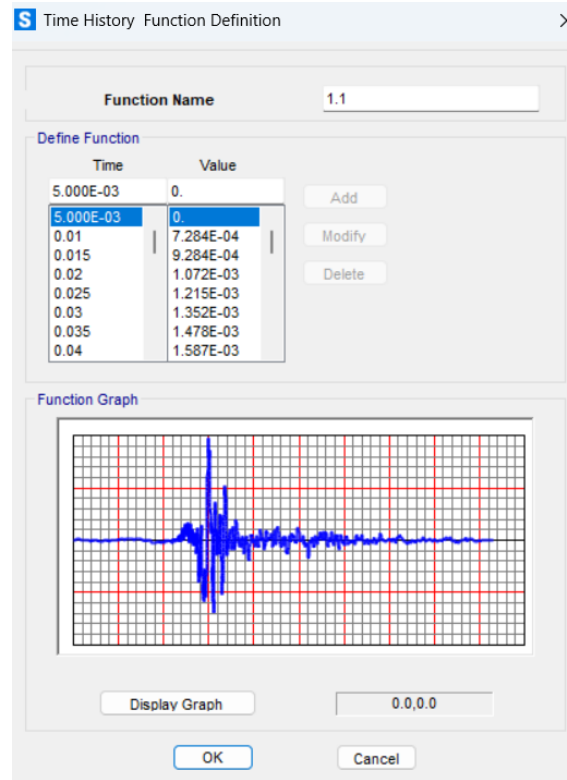 S Time History Function Definition
Function Name 1.1
Define Function
Time Value
5.000E-03 0. Add
5.000E-03 0.
0.01 7.284E-04 Modify
0.015 9.284E-04
0.02 1.072E-03 Delete
0.025 1.215E-03
0.03 1.352E-03
0.035 1.478E-03
0.04 1.587E-03
Function Graph
Display Graph 0.0,0.0
OK Cancel